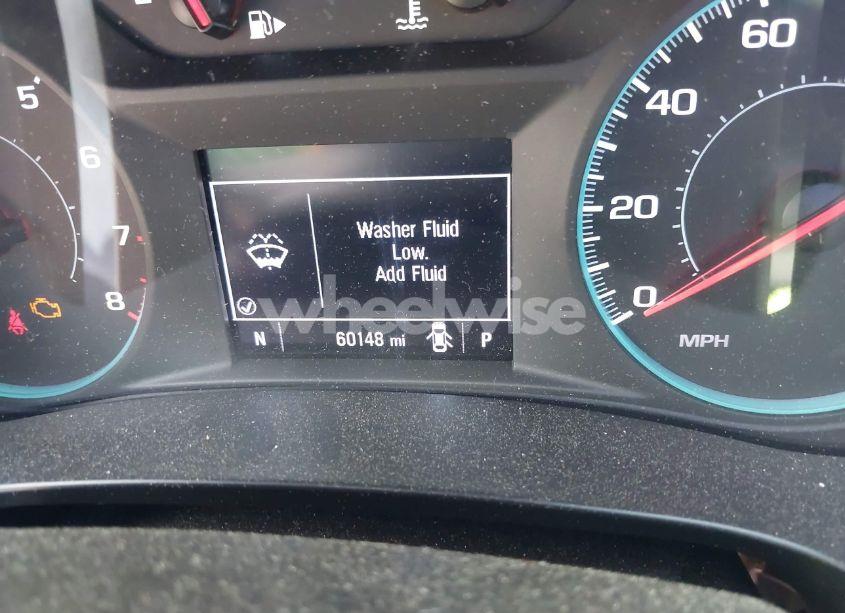 5
6
7
8
Washer Fluid
Low.
Add Fluid
N
60148 mi
P
60
40
20
0
MPH
wheelwise